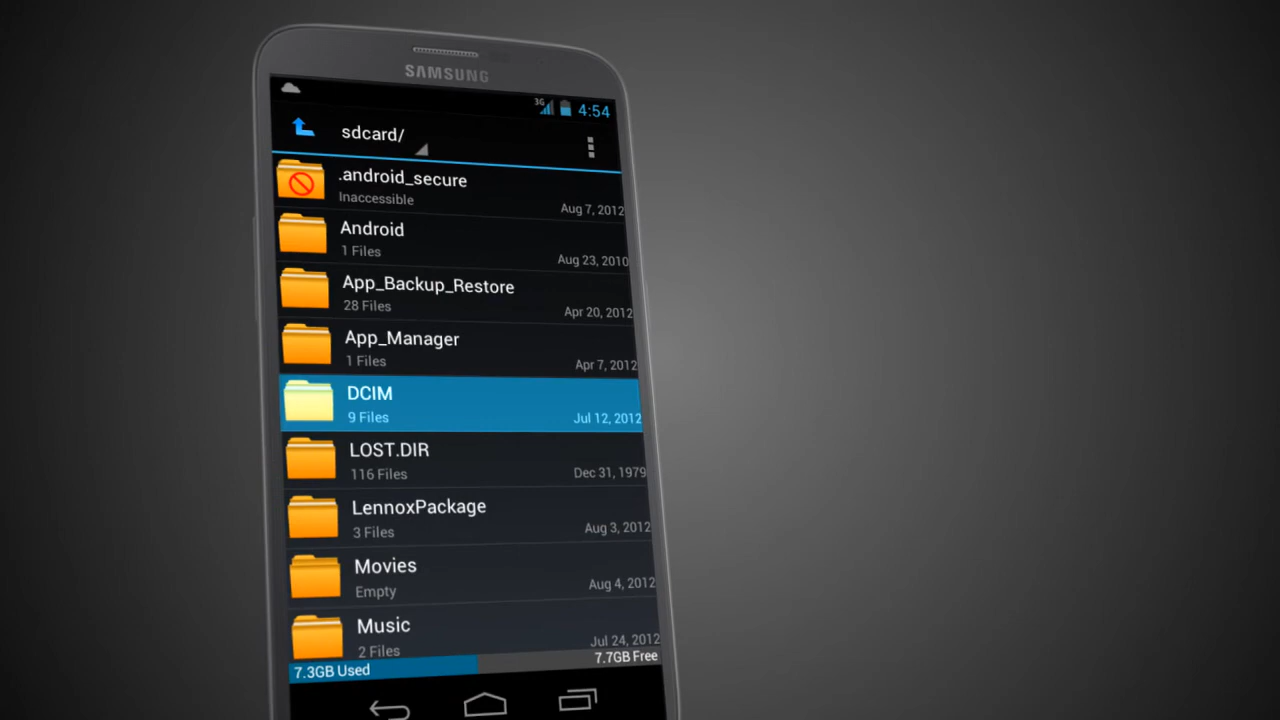 SAMSUNG
3G 4:54
sdcard/
.android_secure
Inaccessible
Aug 7, 2012
Android
1 Files
Aug 23, 2010
App_Backup_Restore
28 Files
Apr 20, 2012
App_Manager
1 Files
Apr 7, 2012
DCIM
9 Files
Jul 12, 2012
LOST.DIR
116 Files
Dec 31, 1979
LennoxPackage
3 Files
Aug 3, 2012
Movies
Empty
Aug 4, 2012
Music
2 Files
Jul 24, 2012
7.3GB Used
7.7GB Free